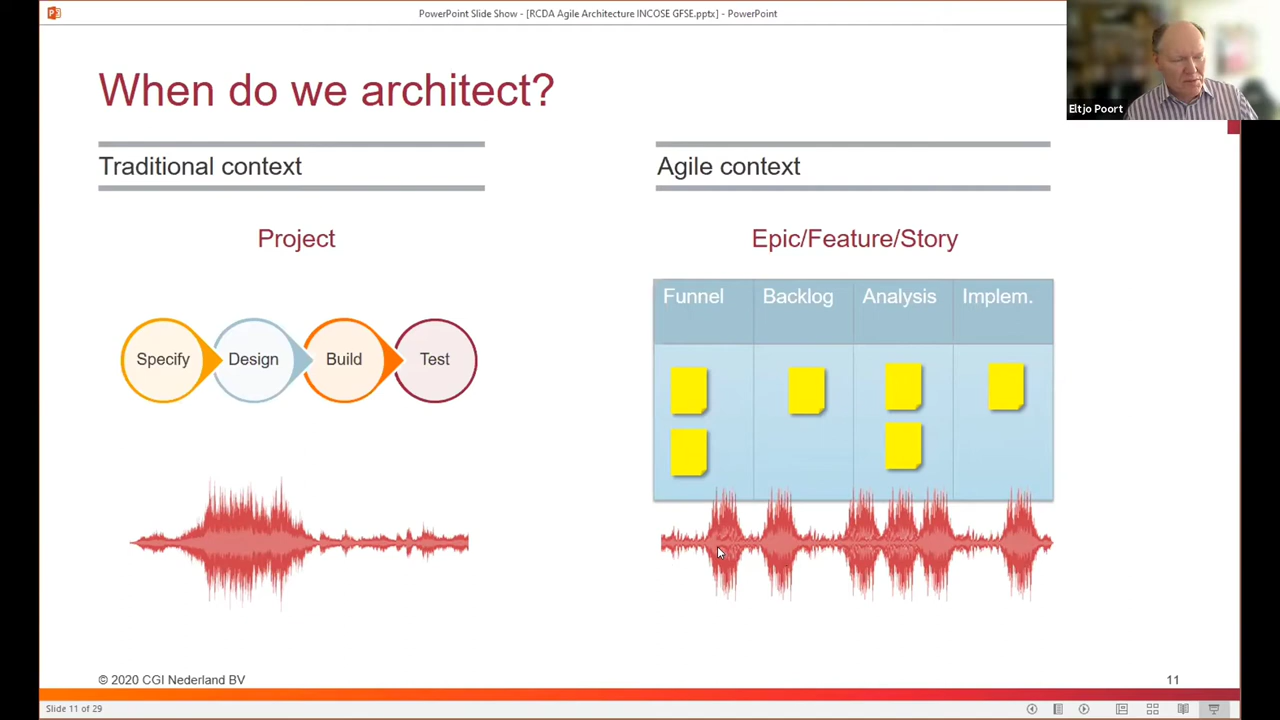 PowerPoint Slide Show - [RCDA Agile Architecture INCOSE GFSE.pptx] - PowerPoint
Eltjo Poort
When do we architect?
Traditional context
Project
Specify
Design
Build
Test
Agile context
Epic/Feature/Story
Funnel
Backlog
Analysis
Implem.
© 2020 CGI Nederland BV
11
Slide 11 of 29